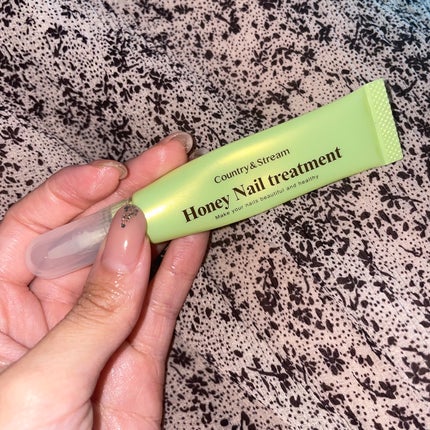 Country&Stream
Honey Nail treatment
Make your nails beautiful and healthy